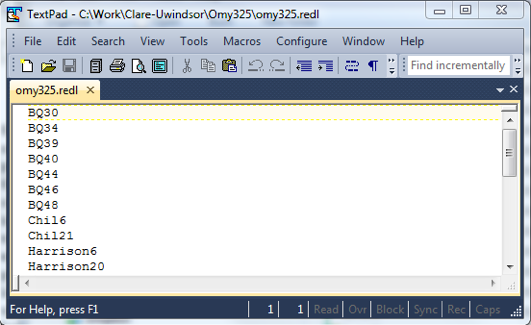 TextPad - C:\Work\Clare-Uwindsor\Omy325\omy325.redl
File Edit Search View Tools Macros Configure Window Help
Find incrementally
omy325.redl
BQ30
BQ34
BQ39
BQ40
BQ44
BQ46
BQ48
Chil6
Chil21
Harrison6
Harrison20
For Help, press F1 1 1 Read Ovr Block Sync Rec Caps